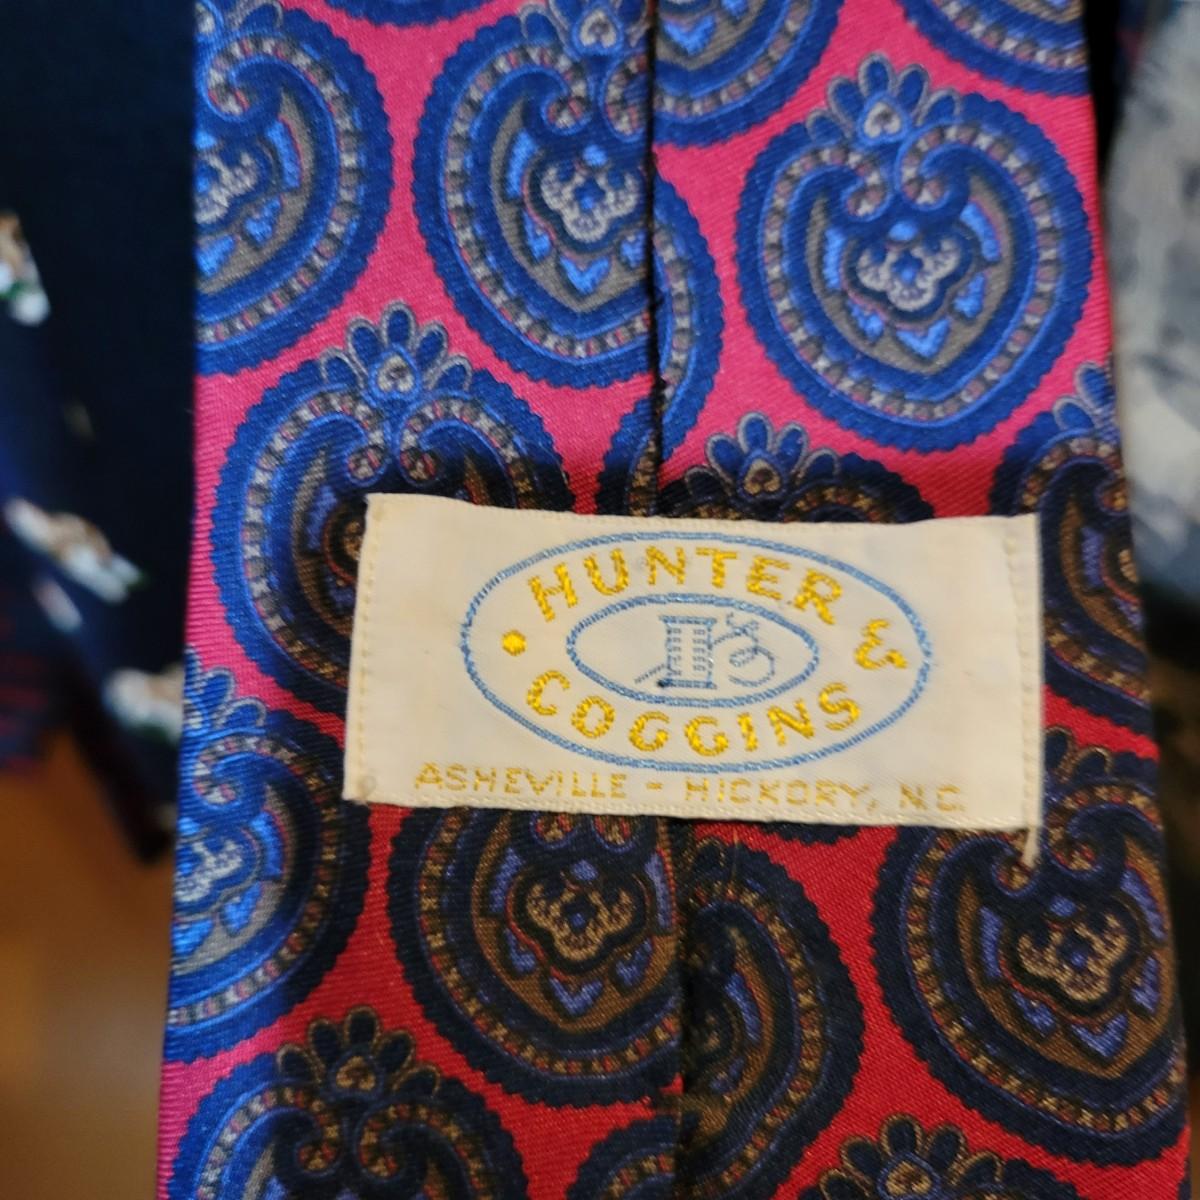 HUNTER &
COGGINS
ASHEVILLE - HICKORY, N.C.